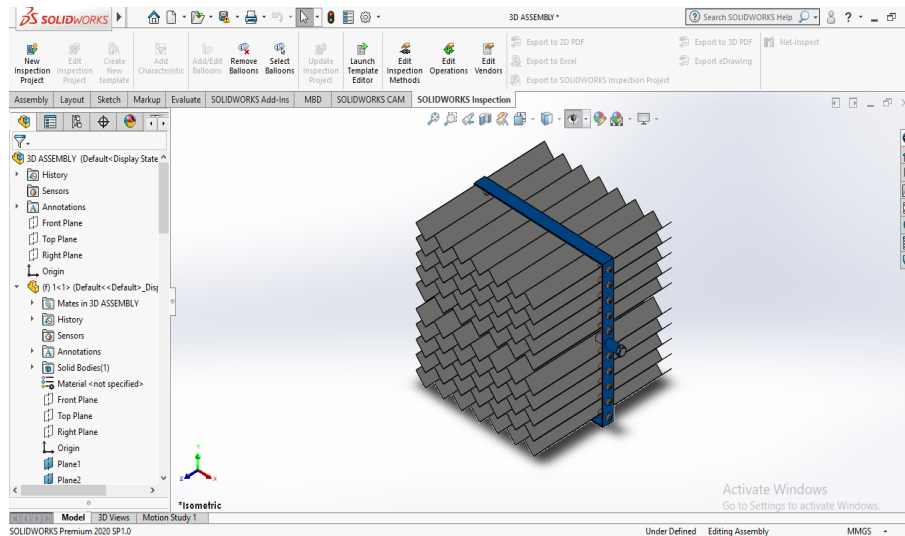 SOLIDWORKS
3D ASSEMBLY *
Search SOLIDWORKS Help
New Inspection Project
Edit Inspection Project
Create New template
Add Characteristic
Add/Edit Balloons
Remove Balloons
Select Balloons
Update Inspection Project
Launch Template Editor
Edit Inspection Methods
Edit Operations
Edit Vendors
Export to 2D PDF
Export to Excel
Export to SOLIDWORKS Inspection Project
Export to 3D PDF
Export eDrawing
Net-Inspect
Assembly Layout Sketch Markup Evaluate SOLIDWORKS Add-Ins MBD SOLIDWORKS CAM SOLIDWORKS Inspection
3D ASSEMBLY (Default<Display State
History
Sensors
Annotations
Front Plane
Top Plane
Right Plane
Origin
(f) 1<1> (Default<<Default>_Disp
Mates in 3D ASSEMBLY
History
Sensors
Annotations
Solid Bodies(1)
Material <not specified>
Front Plane
Top Plane
Right Plane
Origin
Plane1
Plane2
Y
Z
X
*Isometric
Activate Windows
Go to Settings to activate Windows.
Model 3D Views Motion Study 1
SOLIDWORKS Premium 2020 SP1.0
Under Defined Editing Assembly MMGS